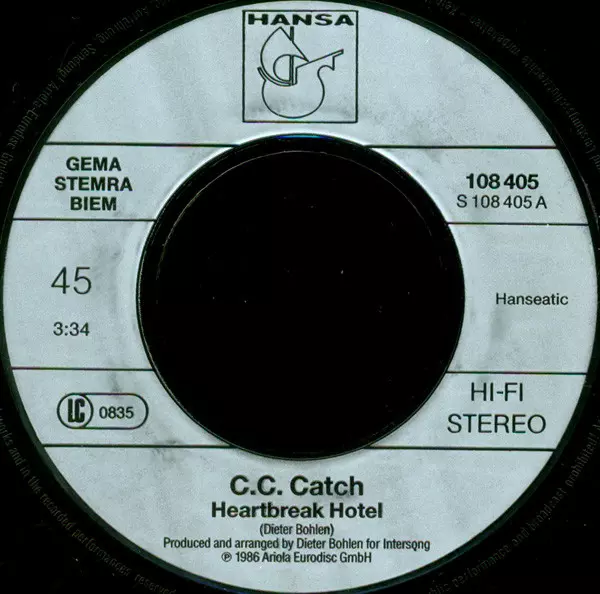 HANSA
GEMA
STEMRA
BIEM
108 405
S 108 405 A
45
3:34
Hanseatic
LC 0835
HI-FI
STEREO
C.C. Catch
Heartbreak Hotel
(Dieter Bohlen)
Produced and arranged by Dieter Bohlen for Intersong
℗ 1986 Ariola Eurodisc GmbH